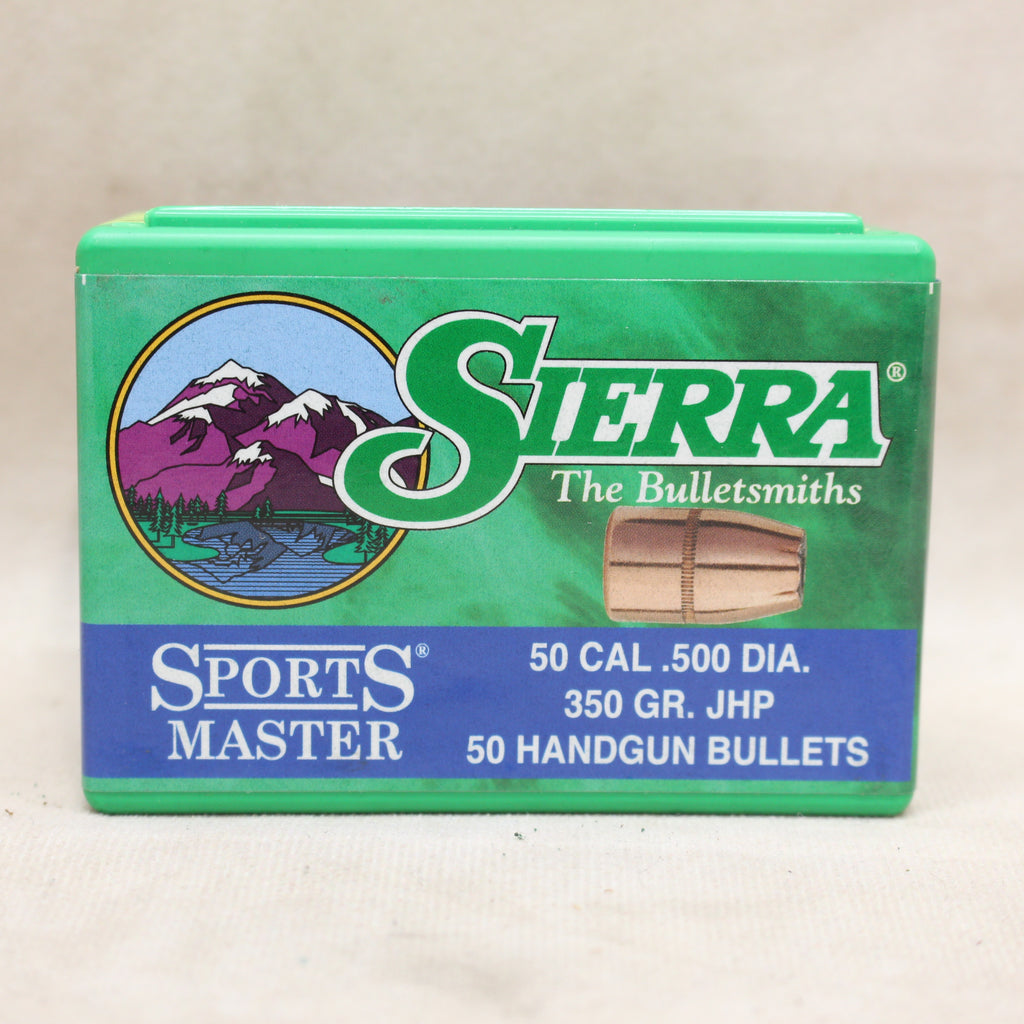 SIERRA®
The Bulletsmiths
SPORTS®
MASTER
50 CAL .500 DIA.
350 GR. JHP
50 HANDGUN BULLETS